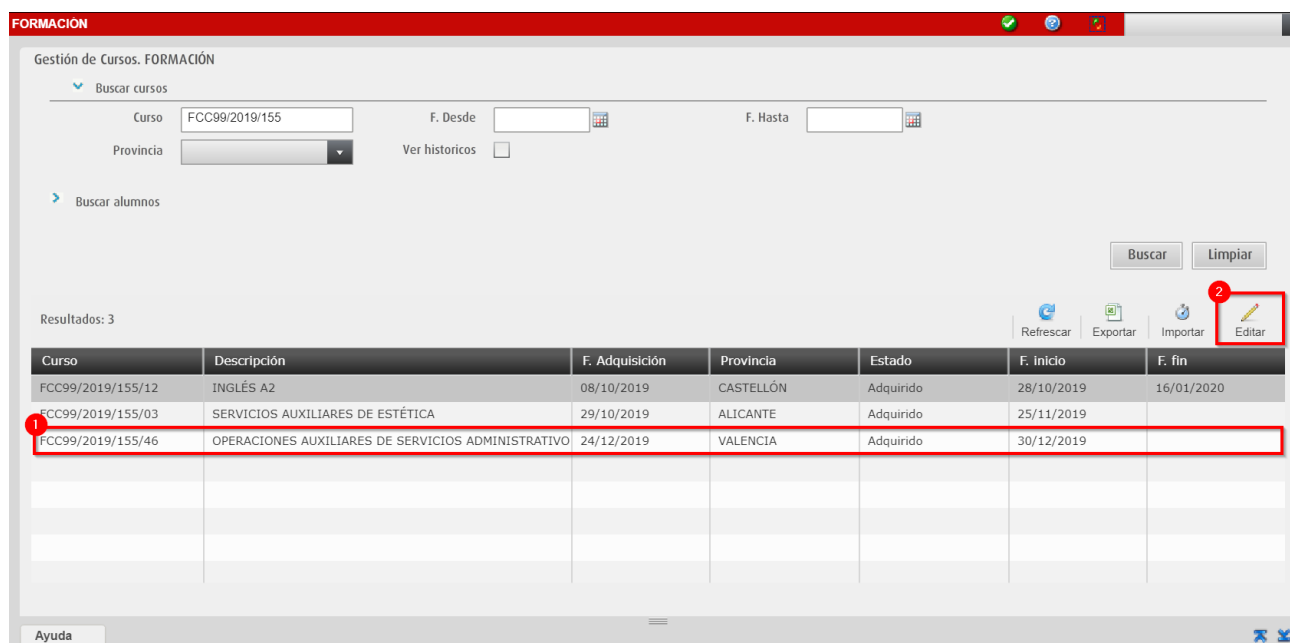 FORMACIÓN
Gestión de Cursos. FORMACIÓN
Buscar cursos
Curso FCC99/2019/155 F. Desde F. Hasta
Provincia Ver historicos
Buscar alumnos
Buscar Limpiar
2
Resultados: 3 Refrescar Exportar Importar Editar
Curso Descripción F. Adquisición Provincia Estado F. inicio F. fin
FCC99/2019/155/12 INGLÉS A2 08/10/2019 CASTELLÓN Adquirido 28/10/2019 16/01/2020
FCC99/2019/155/03 SERVICIOS AUXILIARES DE ESTÉTICA 29/10/2019 ALICANTE Adquirido 25/11/2019
1
FCC99/2019/155/46 OPERACIONES AUXILIARES DE SERVICIOS ADMINISTRATIVO 24/12/2019 VALENCIA Adquirido 30/12/2019
Ayuda